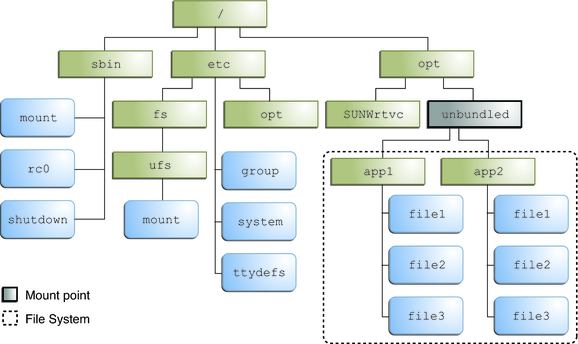 /
sbin
etc
opt
mount
fs
opt
SUNWrtvc
unbundled
rc0
ufs
group
app1
app2
shutdown
mount
system
file1
file1
ttydefs
file2
file2
Mount point
File System
file3
file3